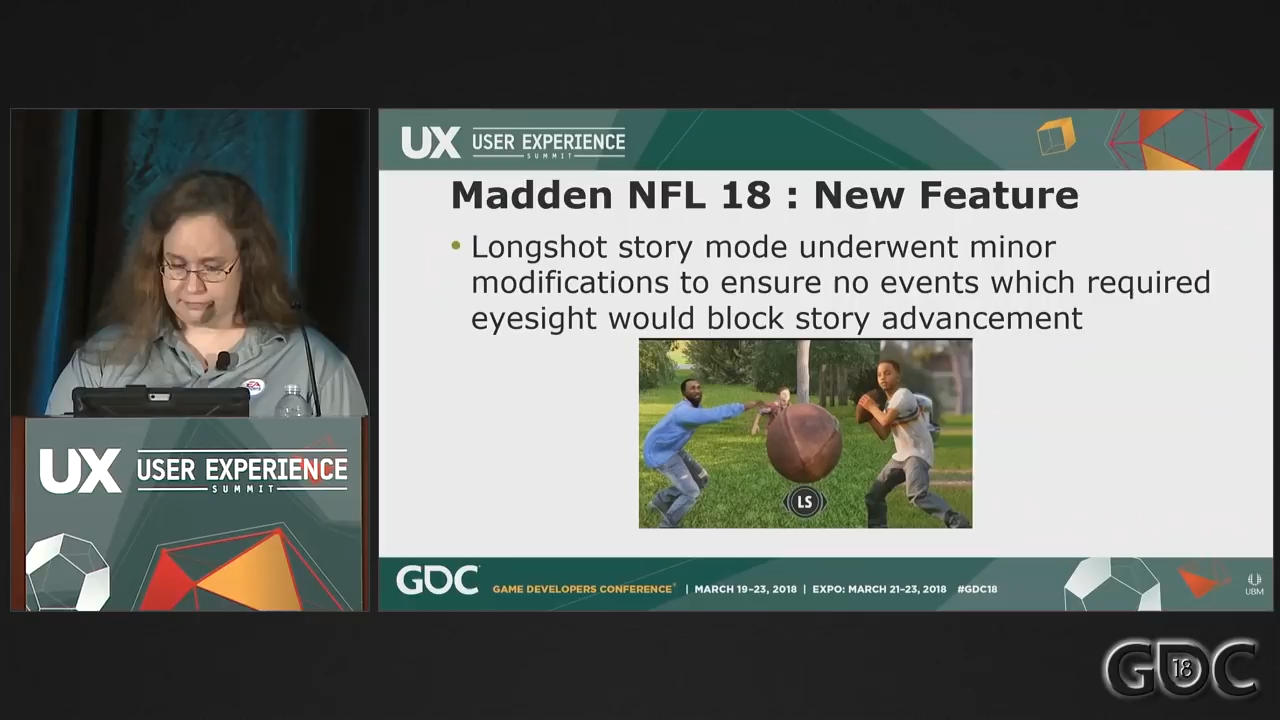 UX USER EXPERIENCE
SUMMIT
Madden NFL 18 : New Feature
• Longshot story mode underwent minor
modifications to ensure no events which required
eyesight would block story advancement
LS
EA
UX USER EXPERIENCE
SUMMIT
GDC GAME DEVELOPERS CONFERENCE® | MARCH 19–23, 2018 | EXPO: MARCH 21–23, 2018 #GDC18
UBM
GDC 18